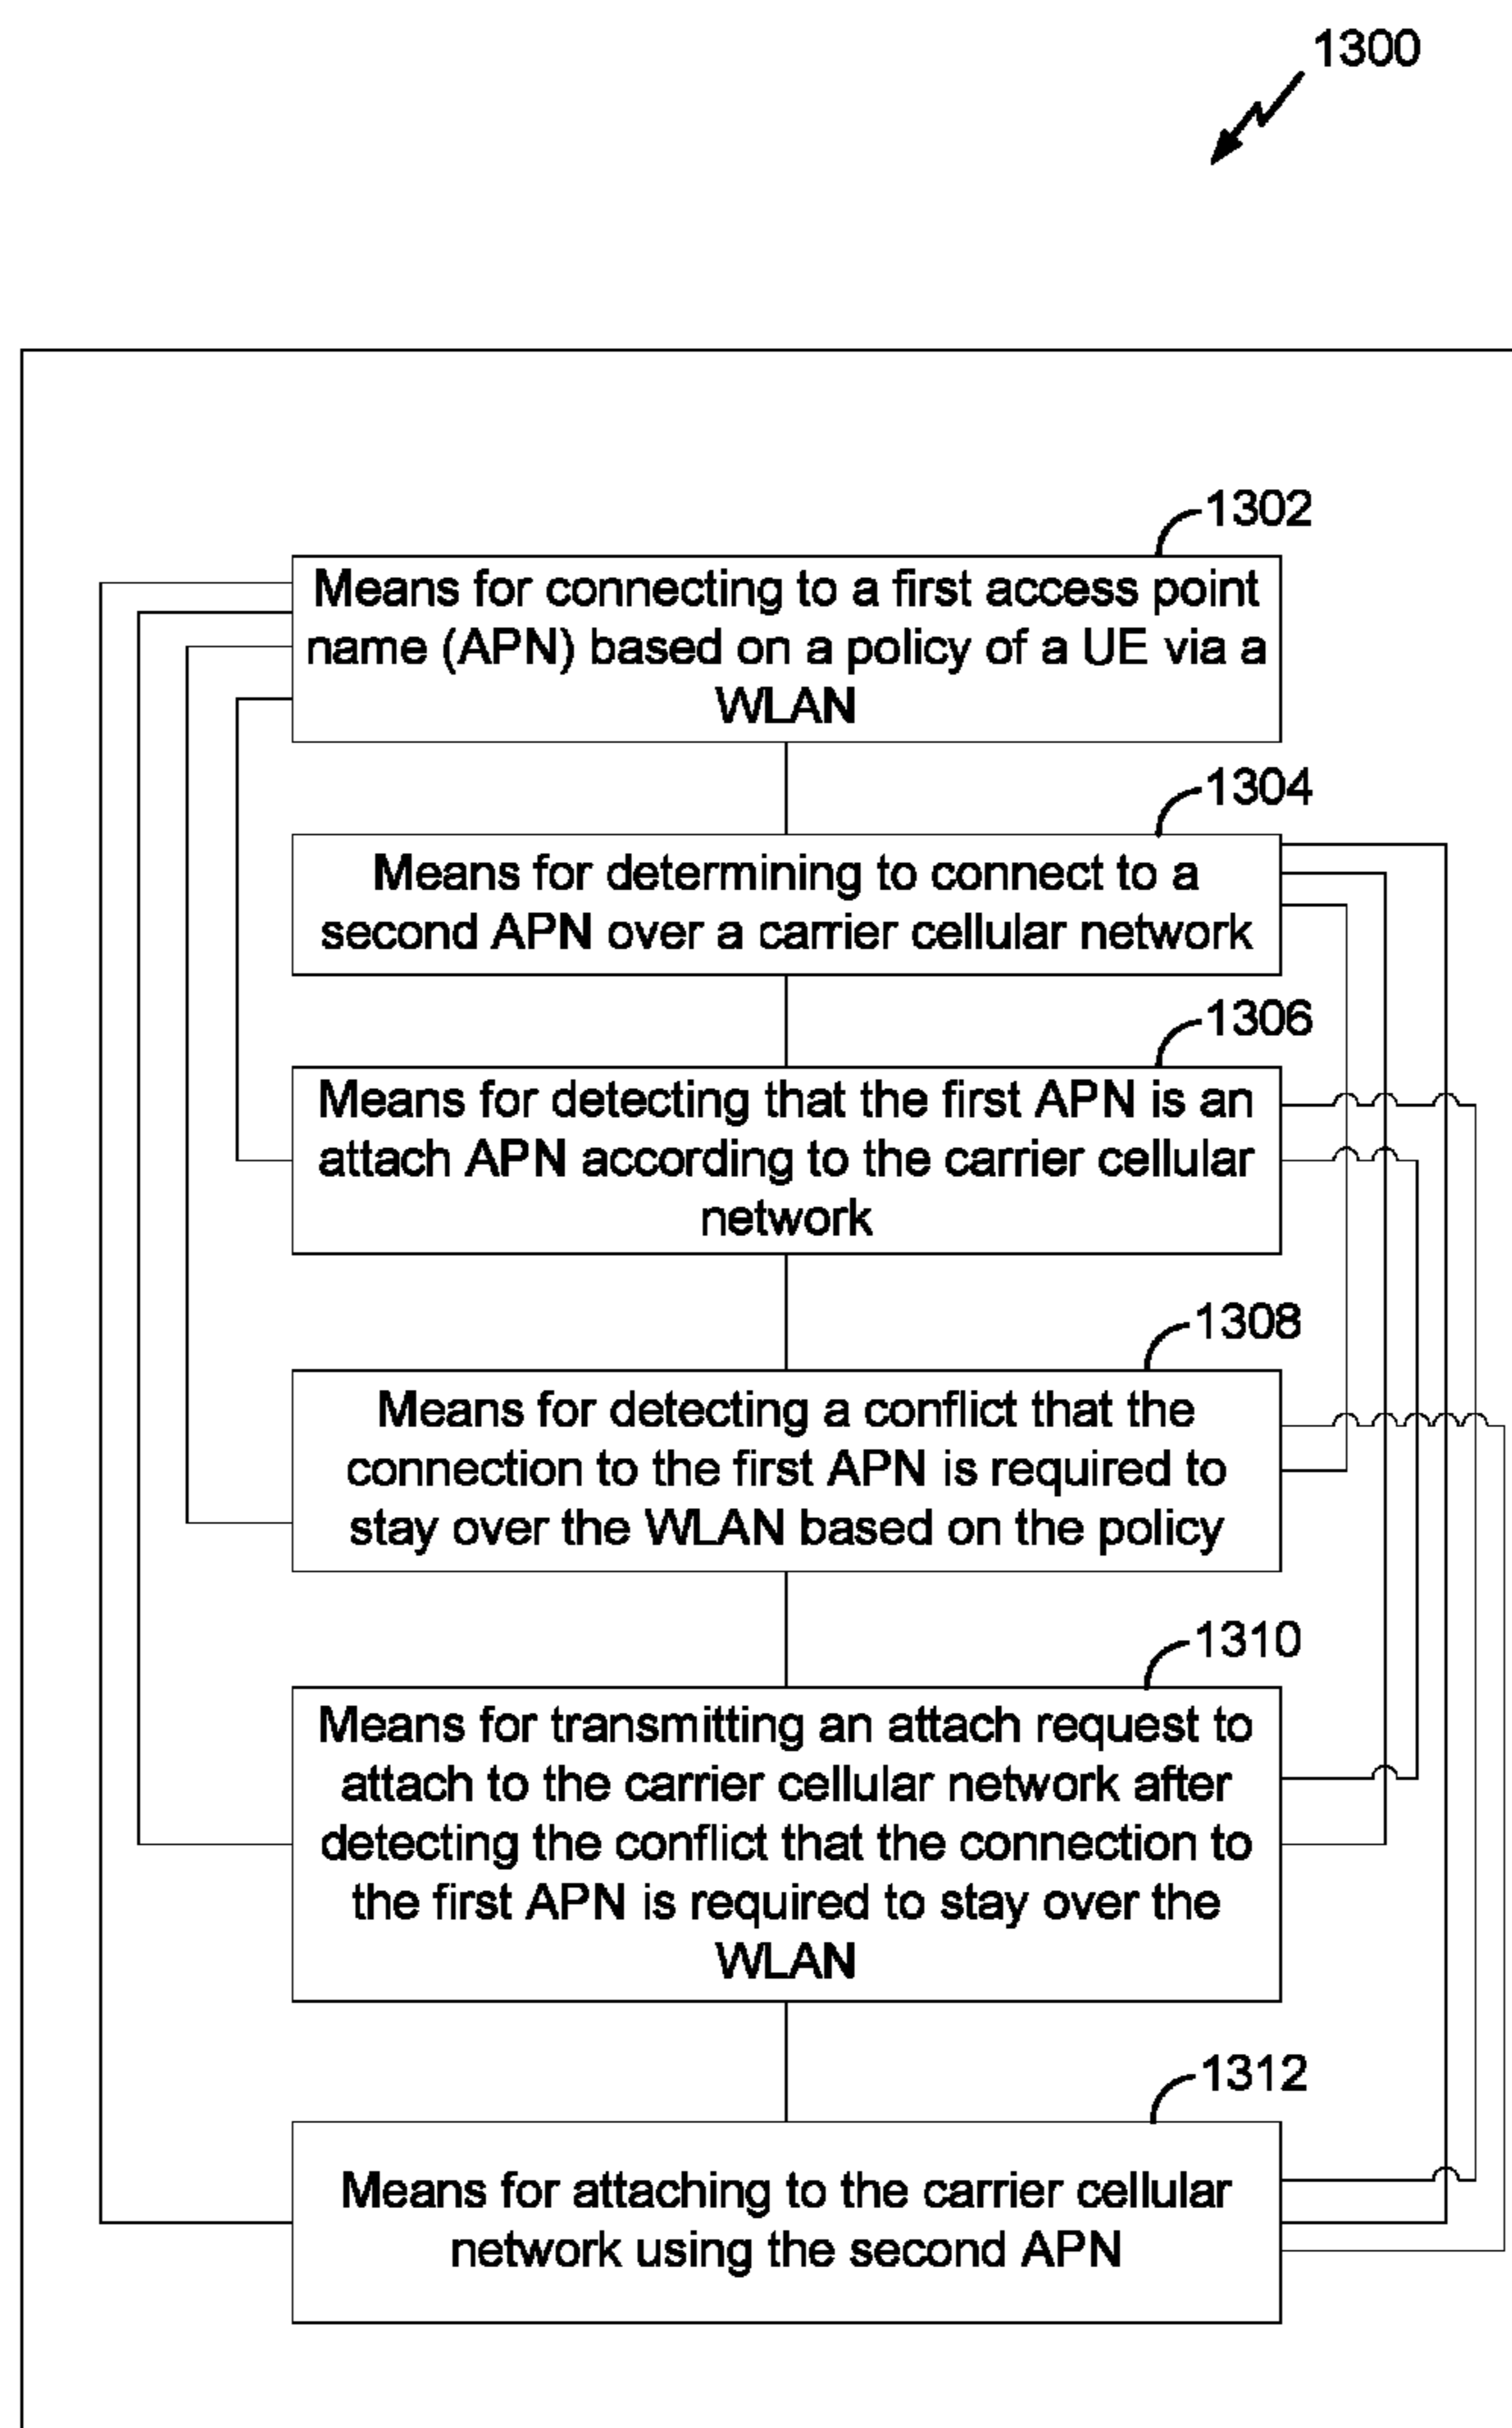 1300
1302
Means for connecting to a first access point
name (APN) based on a policy of a UE via a
WLAN
1304
Means for determining to connect to a
second APN over a carrier cellular network
1306
Means for detecting that the first APN is an
attach APN according to the carrier cellular
network
1308
Means for detecting a conflict that the
connection to the first APN is required to
stay over the WLAN based on the policy
1310
Means for transmitting an attach request to
attach to the carrier cellular network after
detecting the conflict that the connection to
the first APN is required to stay over the
WLAN
1312
Means for attaching to the carrier cellular
network using the second APN